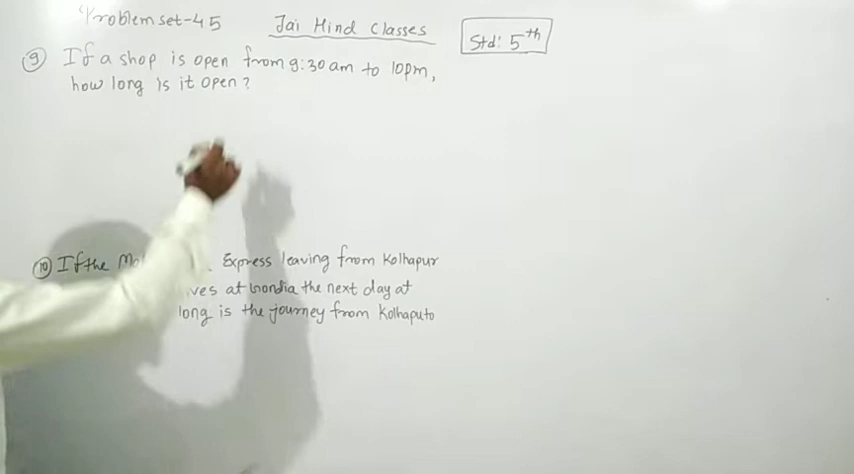 Problem set-45
Jai Hind Classes
Std: 5th
9 If a shop is open from 9:30 am to 10pm,
how long is it open?
10 If the Express leaving from Kolhapur
at Gondia the next day at
long is the journey from Kolhapur to